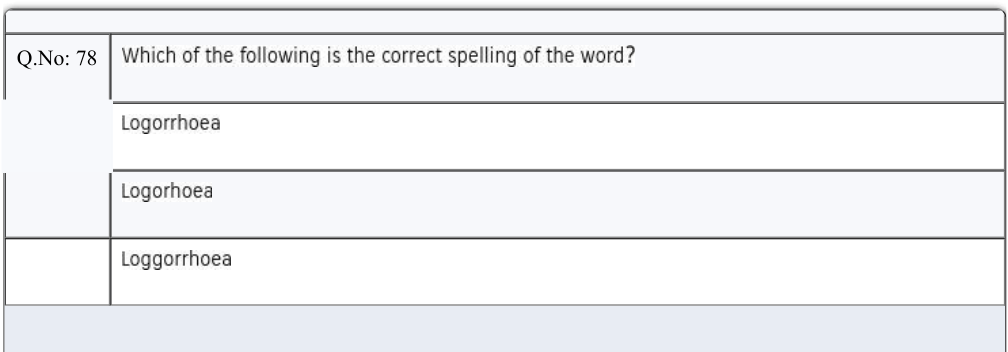 Q.No: 78 Which of the following is the correct spelling of the word?
Logorrhoea
Logorhoea
Loggorrhoea